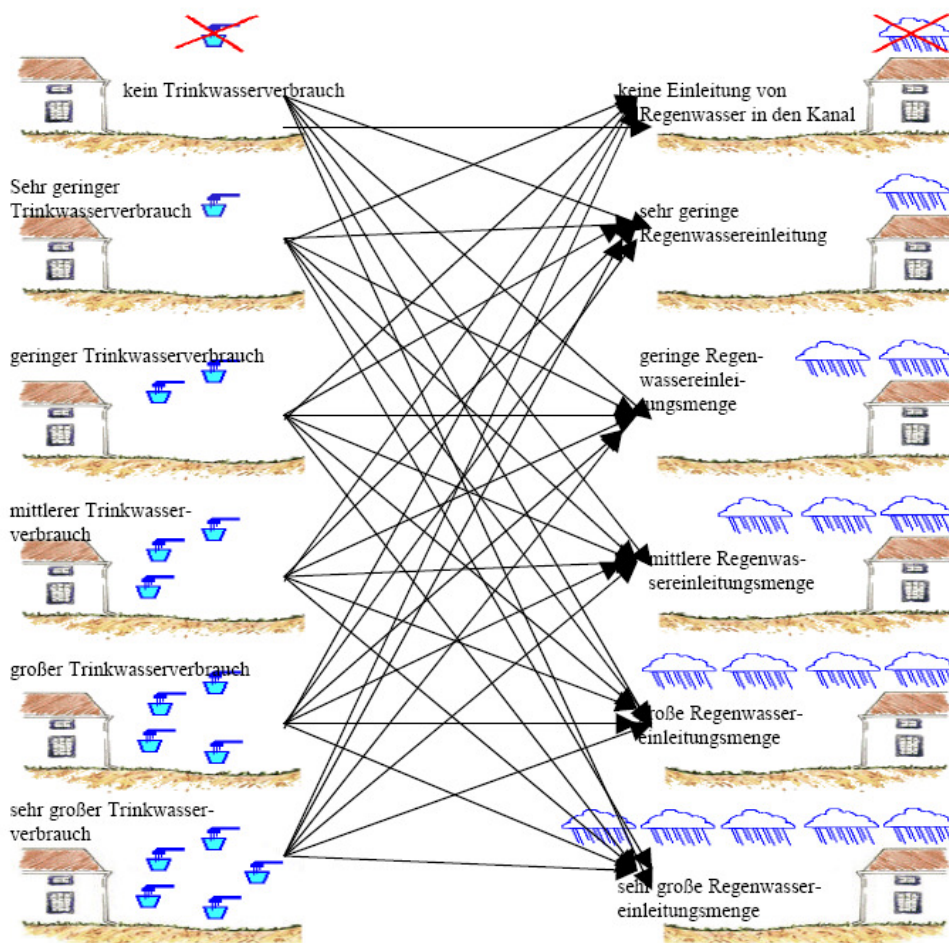 kein Trinkwasserverbrauch
keine Einleitung von
Regenwasser in den Kanal
Sehr geringer
Trinkwasserverbrauch
sehr geringe
Regenwassereinleitung
geringer Trinkwasserverbrauch
geringe Regen-
wassereinlei-
tungsmenge
mittlerer Trinkwasser-
verbrauch
mittlere Regenwas-
sereinleitungsmenge
großer Trinkwasserverbrauch
große Regenwasser-
einleitungsmenge
sehr großer Trinkwasser-
verbrauch
sehr große Regenwasser-
einleitungsmenge